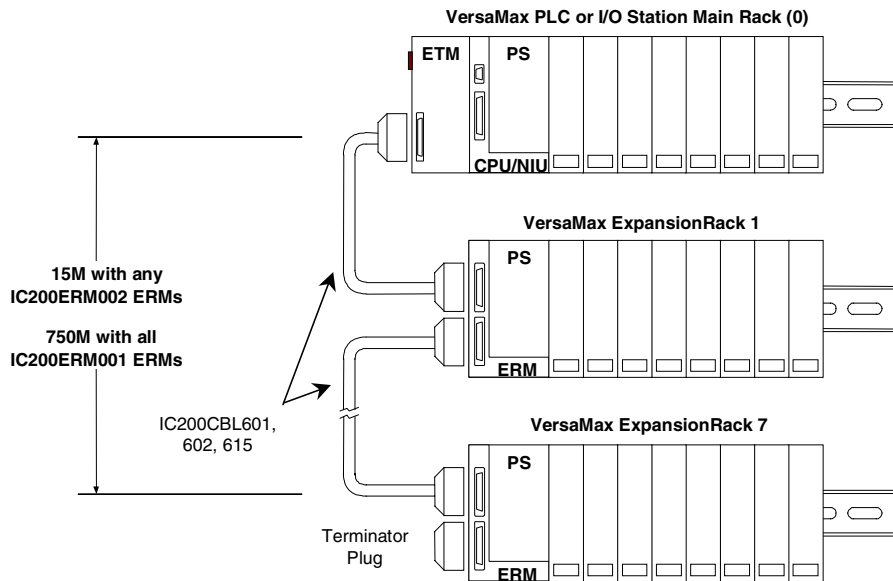 VersaMax PLC or I/O Station Main Rack (0)
ETM
PS
CPU/NIU
VersaMax ExpansionRack 1
PS
15M with any
IC200ERM002 ERMs
750M with all
IC200ERM001 ERMs
ERM
IC200CBL601,
602, 615
VersaMax ExpansionRack 7
PS
Terminator
Plug
ERM